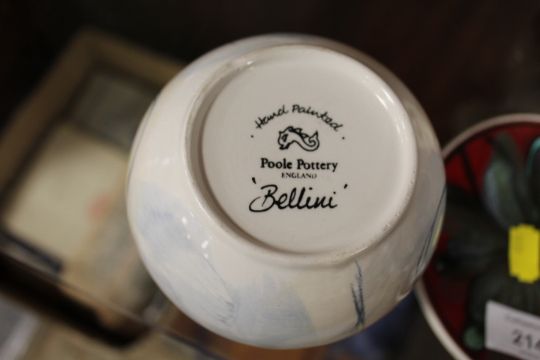 · Hand Painted ·
Poole Pottery
ENGLAND
'Bellini'
214